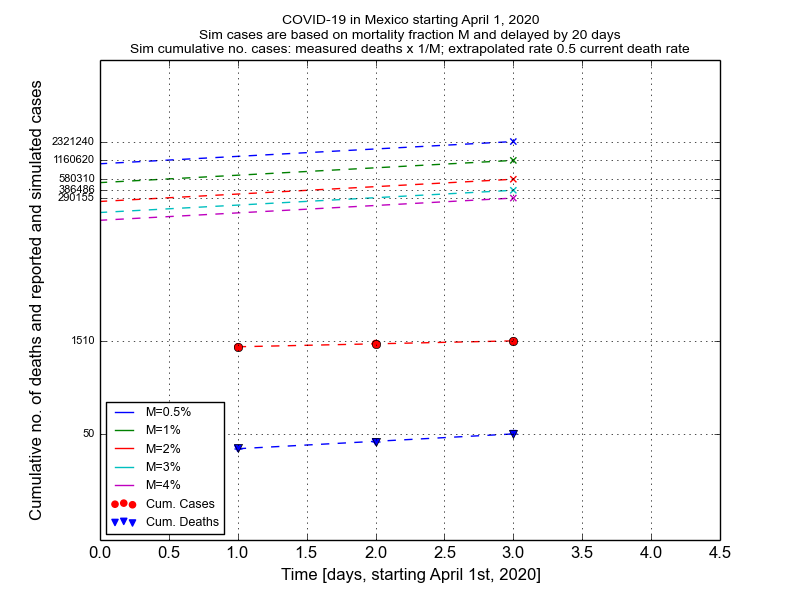 COVID-19 in Mexico starting April 1, 2020
Sim cases are based on mortality fraction M and delayed by 20 days
Sim cumulative no. cases: measured deaths x 1/M; extrapolated rate 0.5 current death rate
Cumulative no. of deaths and reported and simulated cases
2321240
1160620
580310
386486
290155
1510
50
M=0.5%
M=1%
M=2%
M=3%
M=4%
Cum. Cases
Cum. Deaths
0.0 0.5 1.0 1.5 2.0 2.5 3.0 3.5 4.0 4.5
Time [days, starting April 1st, 2020]